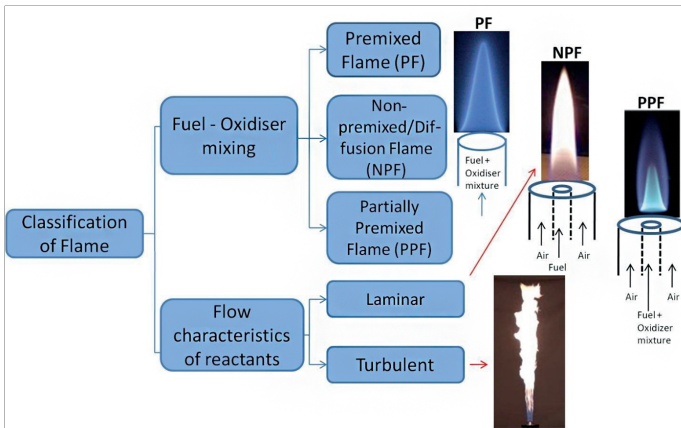 Classification
of Flame
Fuel - Oxidiser
mixing
Flow
characteristics
of reactants
Premixed
Flame (PF)
Non-
premixed/Dif-
fusion Flame
(NPF)
Partially
Premixed
Flame (PPF)
Laminar
Turbulent
PF
Fuel +
Oxidiser
mixture
NPF
Air
Air
Fuel
PPF
Air
Air
Fuel +
Oxidizer
mixture